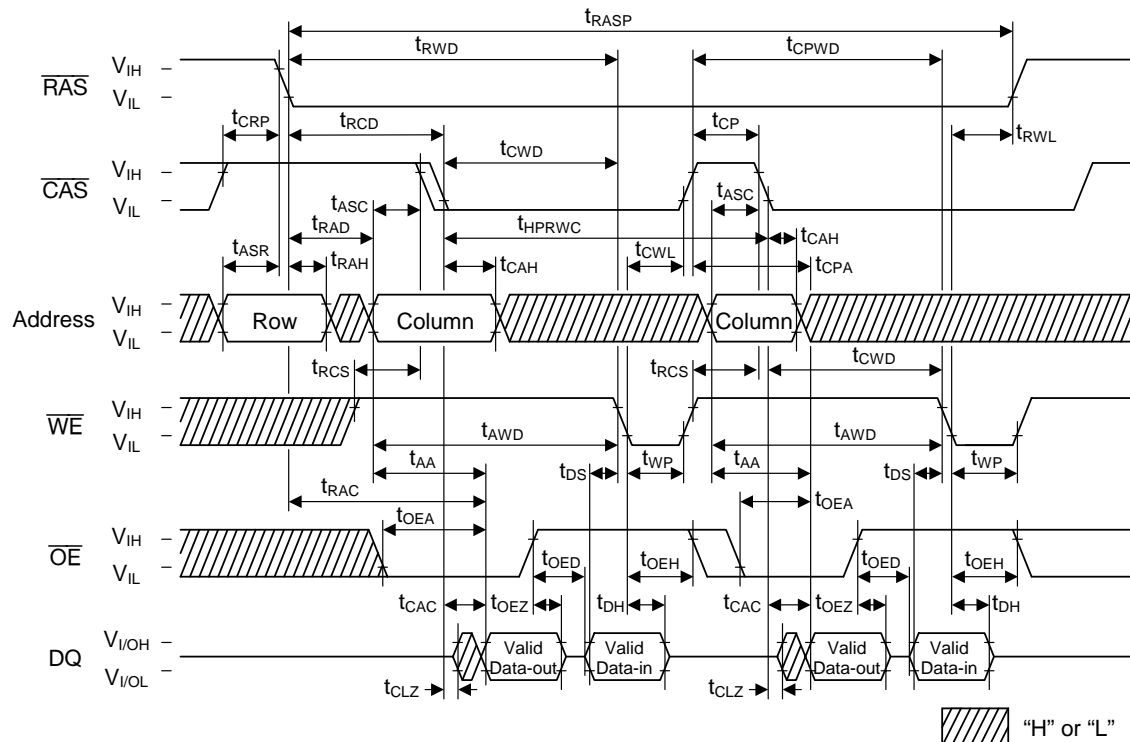 tRASP
tRWD tCPWD
RAS VIH
VIL
tCRP tRCD tCP tRWL
tCWD
CAS VIH
VIL
tASC tASC
tRAD tHPRWC tCAH
tASR tRAH tCAH tCWL tCPA
Address VIH
VIL
Row Column Column
tRCS tRCS tCWD
WE VIH
VIL
tAWD tAWD
tAA tDS tWP tAA tDS tWP
tRAC tOEA
tOEA
OE VIH
VIL
tOED tOEH tOED tOEH
tCAC tOEZ tDH tCAC tOEZ tDH
DQ VI/OH
VI/OL
Valid Data-out Valid Data-in Valid Data-out Valid Data-in
tCLZ tCLZ
“H” or “L”